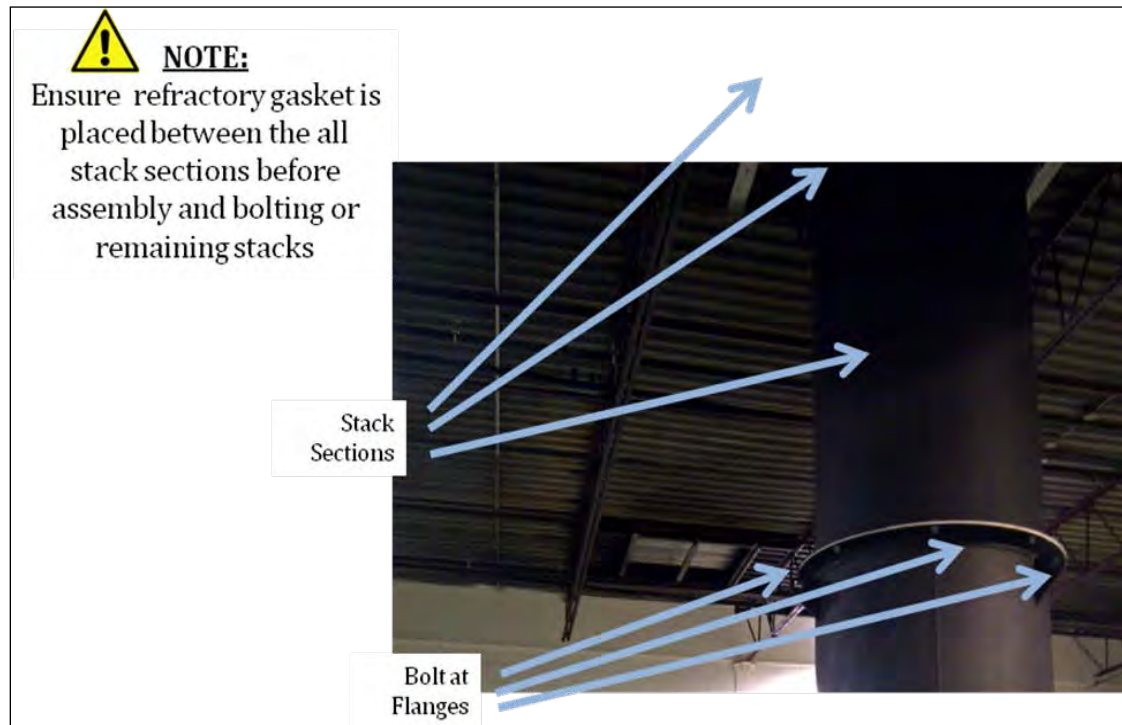 NOTE:
Ensure refractory gasket is
placed between the all
stack sections before
assembly and bolting or
remaining stacks
Stack
Sections
Bolt at
Flanges